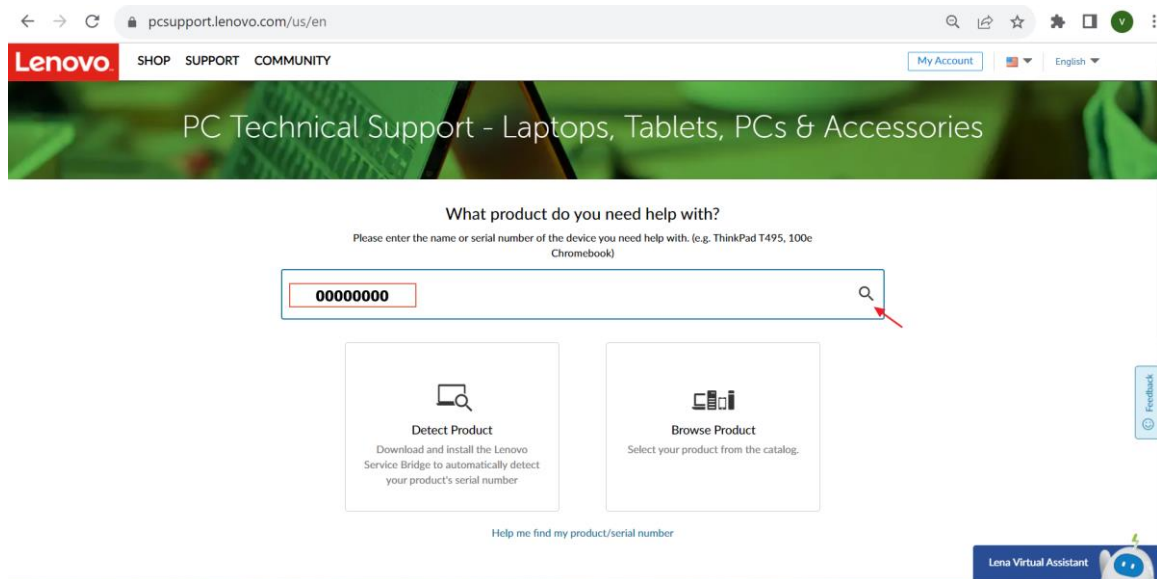 pcsupport.lenovo.com/us/en
V
Lenovo.
SHOP SUPPORT COMMUNITY
My Account
English
PC Technical Support - Laptops, Tablets, PCs & Accessories
What product do you need help with?
Please enter the name or serial number of the device you need help with. (e.g. ThinkPad T495, 100e
Chromebook)
00000000
Detect Product
Download and install the Lenovo
Service Bridge to automatically detect
your product's serial number
Browse Product
Select your product from the catalog.
Feedback
Help me find my product/serial number
Lena Virtual Assistant